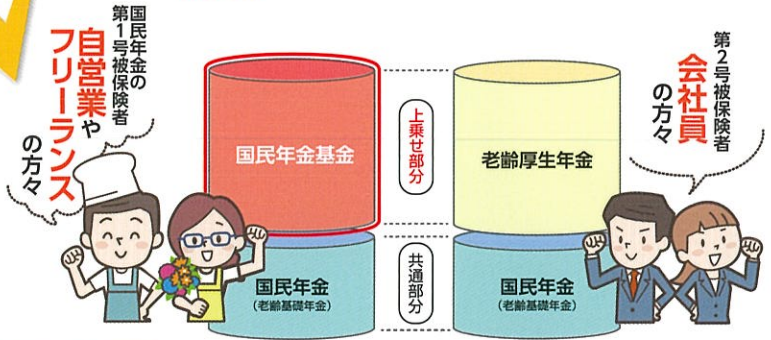 国民年金の
第1号被保険者
自営業や
フリーランス
の方々
国民年金基金
国民年金
(老齢基礎年金)
上乗せ部分
共通部分
老齢厚生年金
国民年金
(老齢基礎年金)
第2号被保険者
会社員
の方々